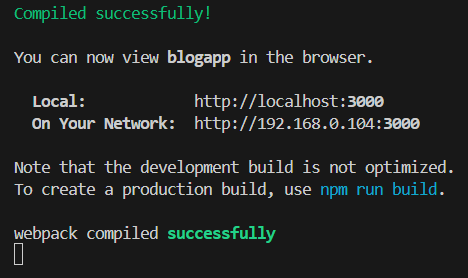 Compiled successfully!
You can now view blogapp in the browser.
Local: http://localhost:3000
On Your Network: http://192.168.0.104:3000
Note that the development build is not optimized.
To create a production build, use npm run build.
webpack compiled successfully